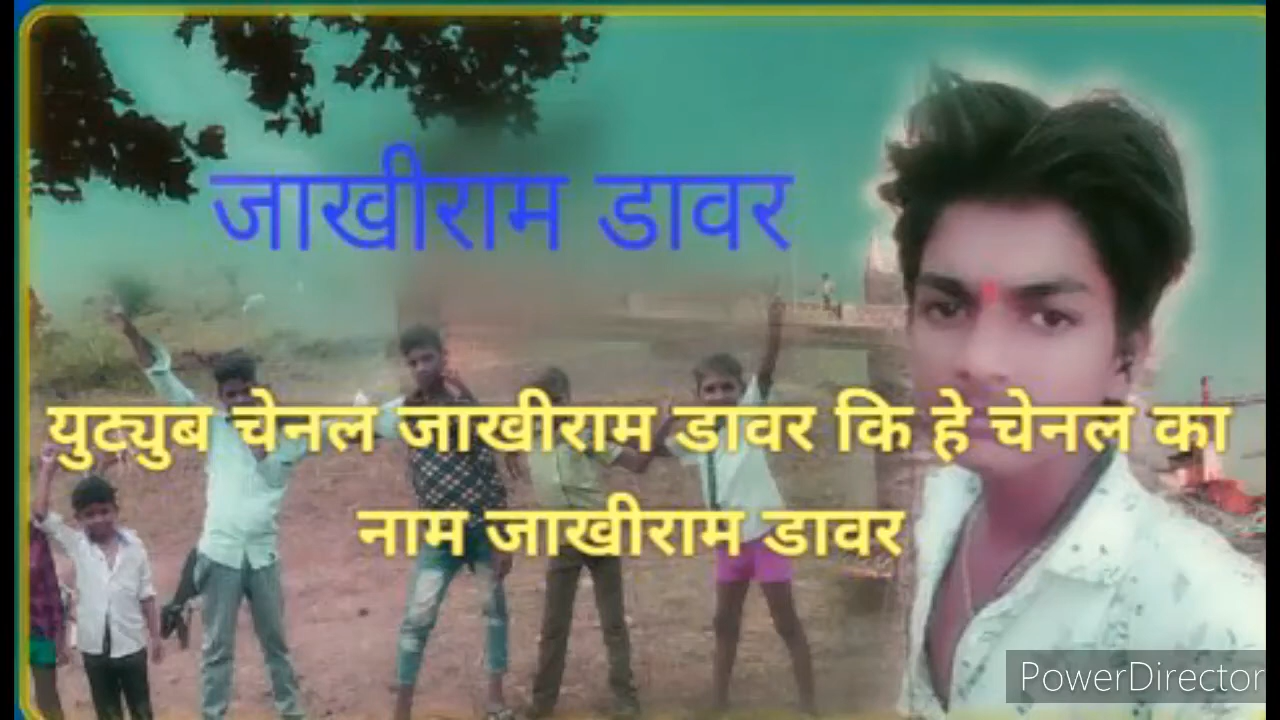 जाखीराम डावर
युट्युब चेनल जाखीराम डावर कि हे चेनल का
नाम जाखीराम डावर
PowerDirector